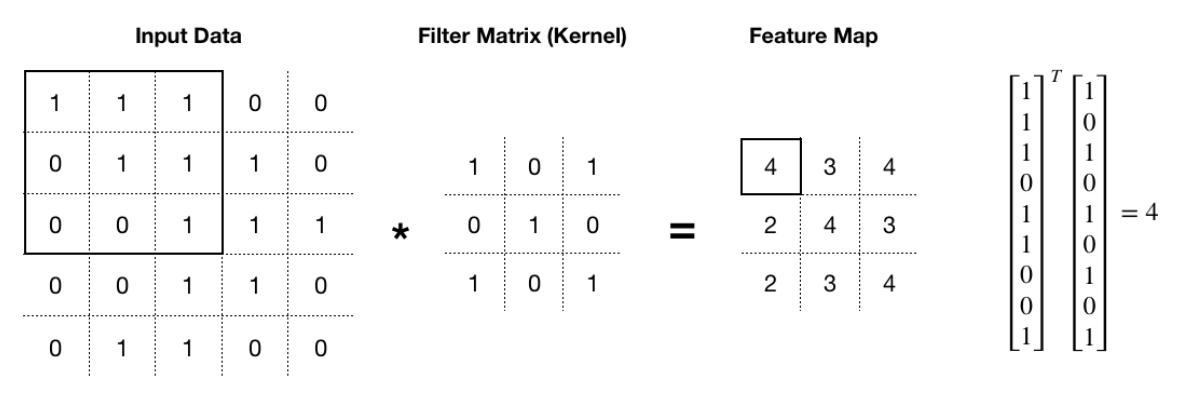 Input Data Filter Matrix (Kernel) Feature Map
1 1 1 0 0
0 1 1 1 0
0 0 1 1 1
0 0 1 1 0
0 1 1 0 0
*
1 0 1
0 1 0
1 0 1
=
4 3 4
2 4 3
2 3 4
[1 1 1 0 1 1 0 0 1] T [1 0 1 0 1 0 1 0 1] = 4